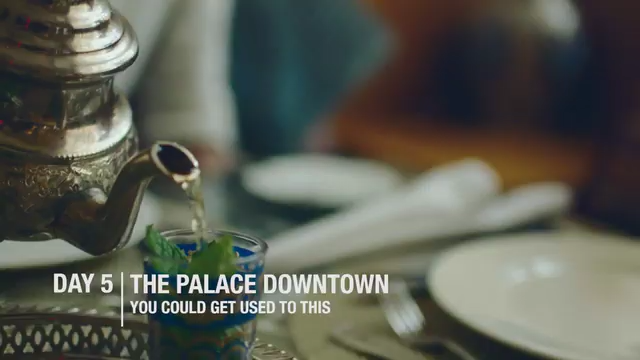 DAY 5
THE PALACE DOWNTOWN
YOU COULD GET USED TO THIS